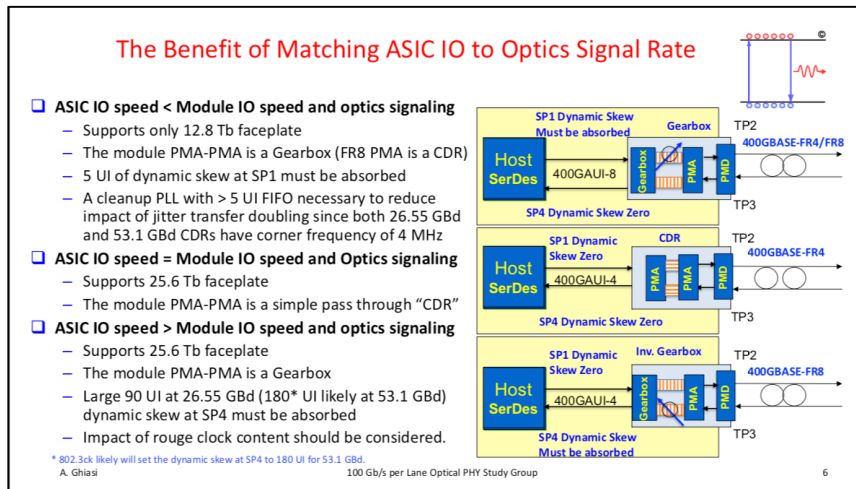 The Benefit of Matching ASIC IO to Optics Signal Rate
©
❑ ASIC IO speed < Module IO speed and optics signaling
– Supports only 12.8 Tb faceplate
– The module PMA-PMA is a Gearbox (FR8 PMA is a CDR)
– 5 UI of dynamic skew at SP1 must be absorbed
– A cleanup PLL with > 5 UI FIFO necessary to reduce
impact of jitter transfer doubling since both 26.55 GBd
and 53.1 GBd CDRs have corner frequency of 4 MHz
❑ ASIC IO speed = Module IO speed and Optics signaling
– Supports 25.6 Tb faceplate
– The module PMA-PMA is a simple pass through “CDR”
❑ ASIC IO speed > Module IO speed and optics signaling
– Supports 25.6 Tb faceplate
– The module PMA-PMA is a Gearbox
– Large 90 UI at 26.55 GBd (180* UI likely at 53.1 GBd)
dynamic skew at SP4 must be absorbed
– Impact of rouge clock content should be considered.
SP1 Dynamic Skew
Must be absorbed
Gearbox
TP2
400GBASE-FR4/FR8
Host
SerDes
400GAUI-8
Gearbox
PMA
PMD
SP4 Dynamic Skew Zero
TP3
SP1 Dynamic
Skew Zero
CDR
TP2
400GBASE-FR4
Host
SerDes
400GAUI-4
PMA
PMA
PMD
SP4 Dynamic Skew Zero
TP3
SP1 Dynamic
Skew Zero
Inv. Gearbox
TP2
400GBASE-FR8
Host
SerDes
400GAUI-4
Gearbox
PMA
PMD
SP4 Dynamic Skew
Must be absorbed
TP3
* 802.3ck likely will set the dynamic skew at SP4 to 180 UI for 53.1 GBd.
A. Ghiasi
100 Gb/s per Lane Optical PHY Study Group
6